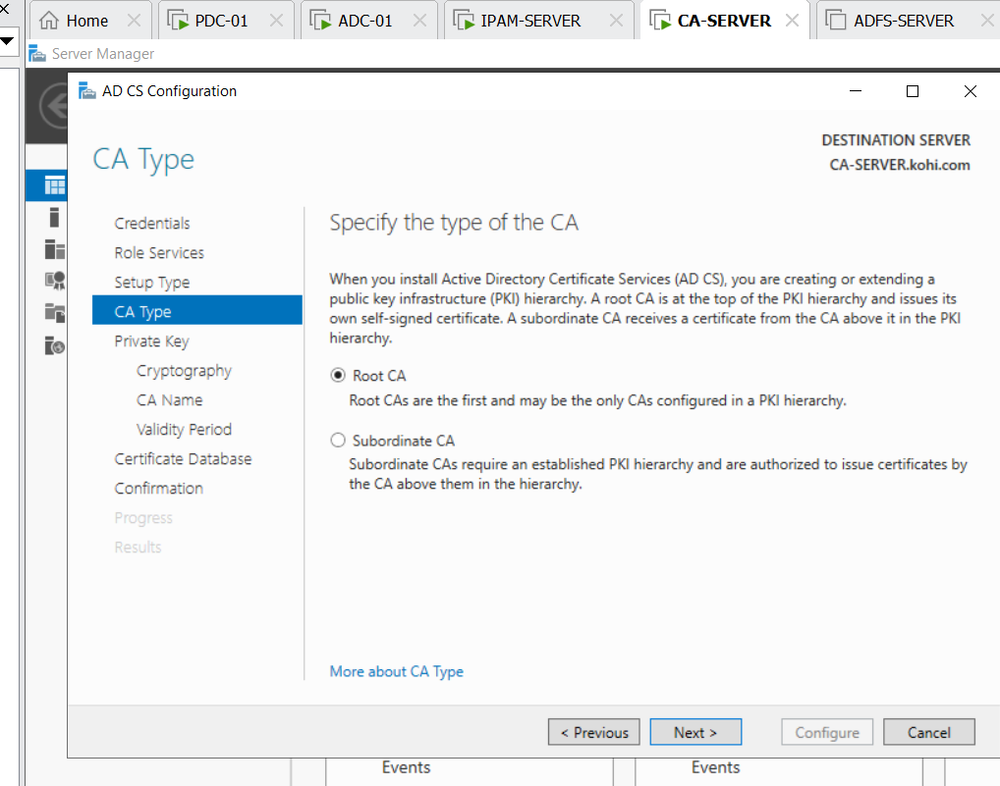 Home
PDC-01
ADC-01
IPAM-SERVER
CA-SERVER
ADFS-SERVER
Server Manager
AD CS Configuration
CA Type
DESTINATION SERVER
CA-SERVER.kohi.com
Credentials
Role Services
Setup Type
CA Type
Private Key
Cryptography
CA Name
Validity Period
Certificate Database
Confirmation
Progress
Results
Specify the type of the CA
When you install Active Directory Certificate Services (AD CS), you are creating or extending a
public key infrastructure (PKI) hierarchy. A root CA is at the top of the PKI hierarchy and issues its
own self-signed certificate. A subordinate CA receives a certificate from the CA above it in the PKI
hierarchy.
Root CA
Root CAs are the first and may be the only CAs configured in a PKI hierarchy.
Subordinate CA
Subordinate CAs require an established PKI hierarchy and are authorized to issue certificates by
the CA above them in the hierarchy.
More about CA Type
< Previous
Next >
Configure
Cancel
Events
Events